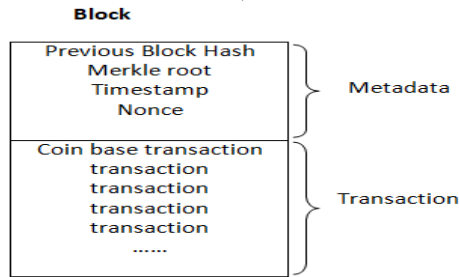 Block
Previous Block Hash
Merkle root
Timestamp
Nonce
Metadata
Coin base transaction
transaction
transaction
transaction
transaction
......
Transaction